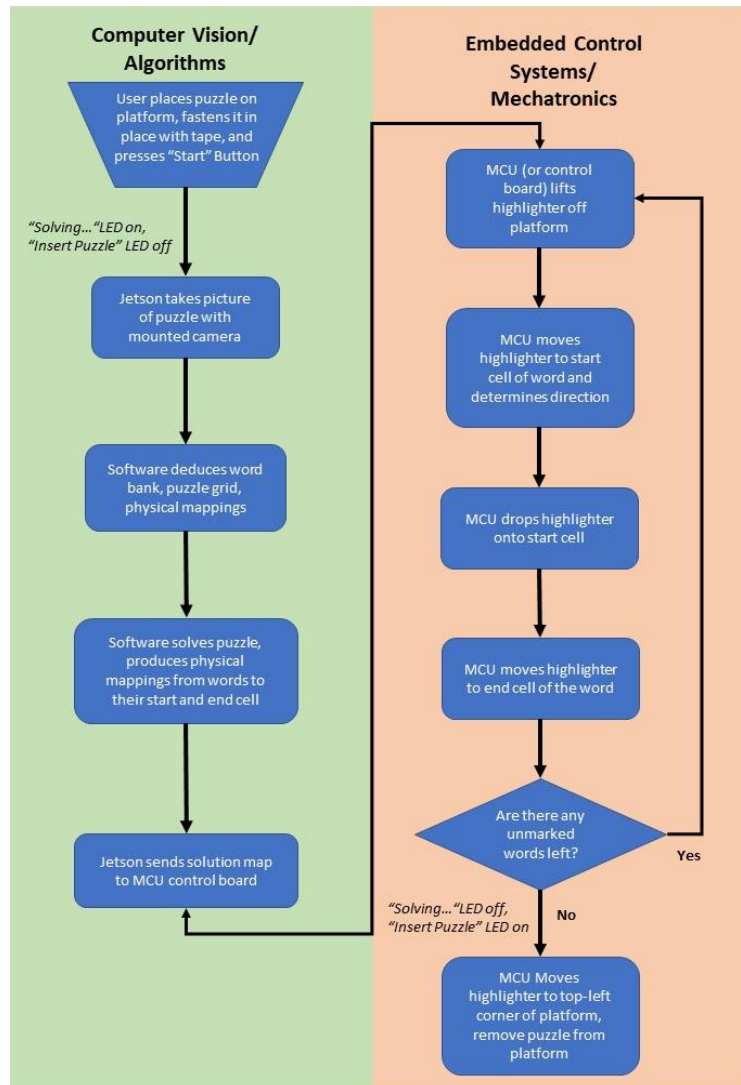 Computer Vision/
Algorithms
User places puzzle on
platform, fastens it in
place with tape, and
presses “Start” Button
“Solving…“LED on,
“Insert Puzzle” LED off
Jetson takes picture
of puzzle with
mounted camera
Software deduces word
bank, puzzle grid,
physical mappings
Software solves puzzle,
produces physical
mappings from words to
their start and end cell
Jetson sends solution map
to MCU control board
Embedded Control
Systems/
Mechatronics
MCU (or control
board) lifts
highlighter off
platform
MCU moves
highlighter to start
cell of word and
determines direction
MCU drops highlighter
onto start cell
MCU moves highlighter
to end cell of the word
Are there any
unmarked
words left?
Yes
“Solving…“LED off,
“Insert Puzzle” LED on
No
MCU Moves
highlighter to top-left
corner of platform,
remove puzzle from
platform